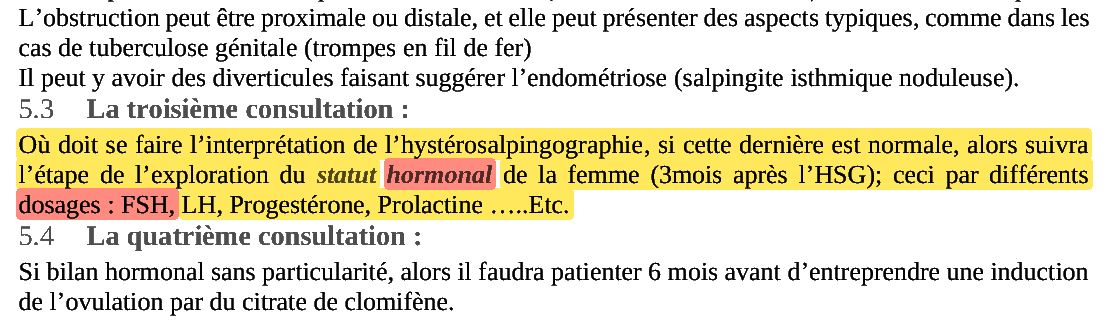 L’obstruction peut être proximale ou distale, et elle peut présenter des aspects typiques, comme dans les
cas de tuberculose génitale (trompes en fil de fer)
Il peut y avoir des diverticules faisant suggérer l’endométriose (salpingite isthmique noduleuse).
5.3 La troisième consultation :
Où doit se faire l’interprétation de l’hystérosalpingographie, si cette dernière est normale, alors suivra
l’étape de l’exploration du statut hormonal de la femme (3mois après l’HSG); ceci par différents
dosages : FSH, LH, Progestérone, Prolactine …..Etc.
5.4 La quatrième consultation :
Si bilan hormonal sans particularité, alors il faudra patienter 6 mois avant d’entreprendre une induction
de l’ovulation par du citrate de clomifène.